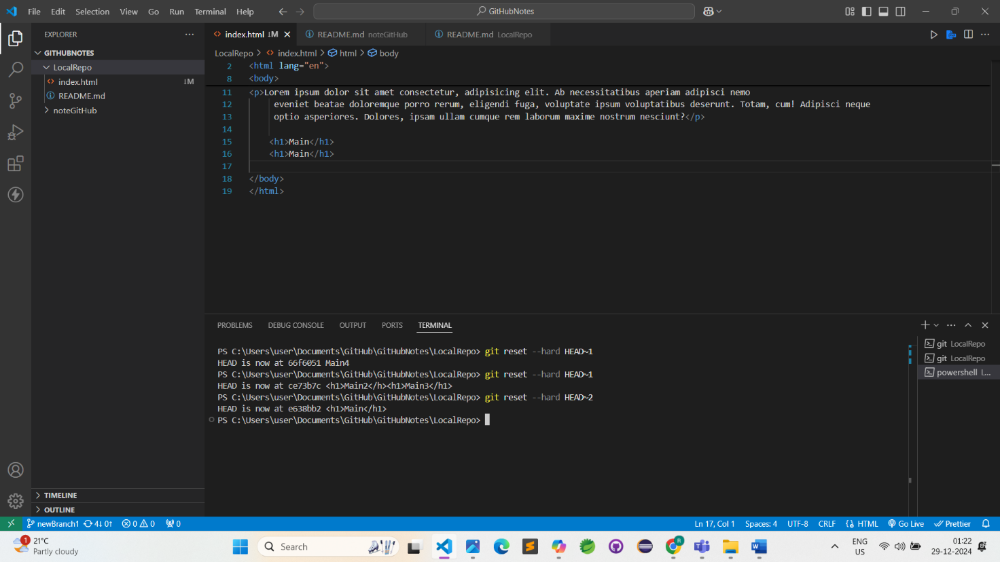 File Edit Selection View Go Run Terminal Help
GitHubNotes
EXPLORER
index.html ↓M
README.md noteGitHub
README.md LocalRepo
GITHUBNOTES
LocalRepo
index.html ↓M
README.md
noteGitHub
TIMELINE
OUTLINE
LocalRepo > index.html > html > body
2 <html lang="en">
8 <body>
11 <p>Lorem ipsum dolor sit amet consectetur, adipisicing elit. Ab necessitatibus aperiam adipisci nemo
12 eveniet beatae doloremque porro rerum, eligendi fuga, voluptate ipsum voluptatibus deserunt. Totam, cum! Adipisci neque
13 optio asperiores. Dolores, ipsam ullam cumque rem laborum maxime nostrum nesciunt?</p>
14
15 <h1>Main</h1>
16 <h1>Main</h1>
17
18 </body>
19 </html>
PROBLEMS DEBUG CONSOLE OUTPUT PORTS TERMINAL
PS C:\Users\user\Documents\GitHub\GitHubNotes\LocalRepo> git reset --hard HEAD~1
HEAD is now at 66f6051 Main4
PS C:\Users\user\Documents\GitHub\GitHubNotes\LocalRepo> git reset --hard HEAD~1
HEAD is now at ce73b7c <h1>Main2</h><h1>Main3</h1>
PS C:\Users\user\Documents\GitHub\GitHubNotes\LocalRepo> git reset --hard HEAD~2
HEAD is now at e638bb2 <h1>Main</h1>
PS C:\Users\user\Documents\GitHub\GitHubNotes\LocalRepo>
git LocalRepo
git LocalRepo
powershell L...
newBranch1 4↓ 0↑ 0 0 0
Ln 17, Col 1 Spaces: 4 UTF-8 CRLF HTML Go Live Prettier
1
21°C
Partly cloudy
Search
R
ENG
US
01:22
29-12-2024